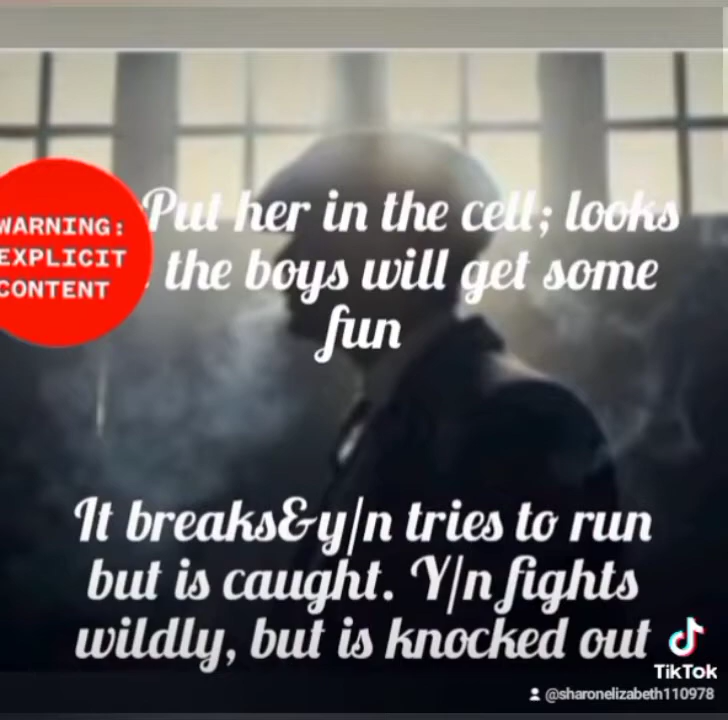 WARNING:
EXPLICIT
CONTENT
Put her in the cell; looks
the boys will get some
fun
It breaks&y/n tries to run
but is caught. Y/n fights
wildly, but is knocked out
TikTok
@sharonelizabeth110978